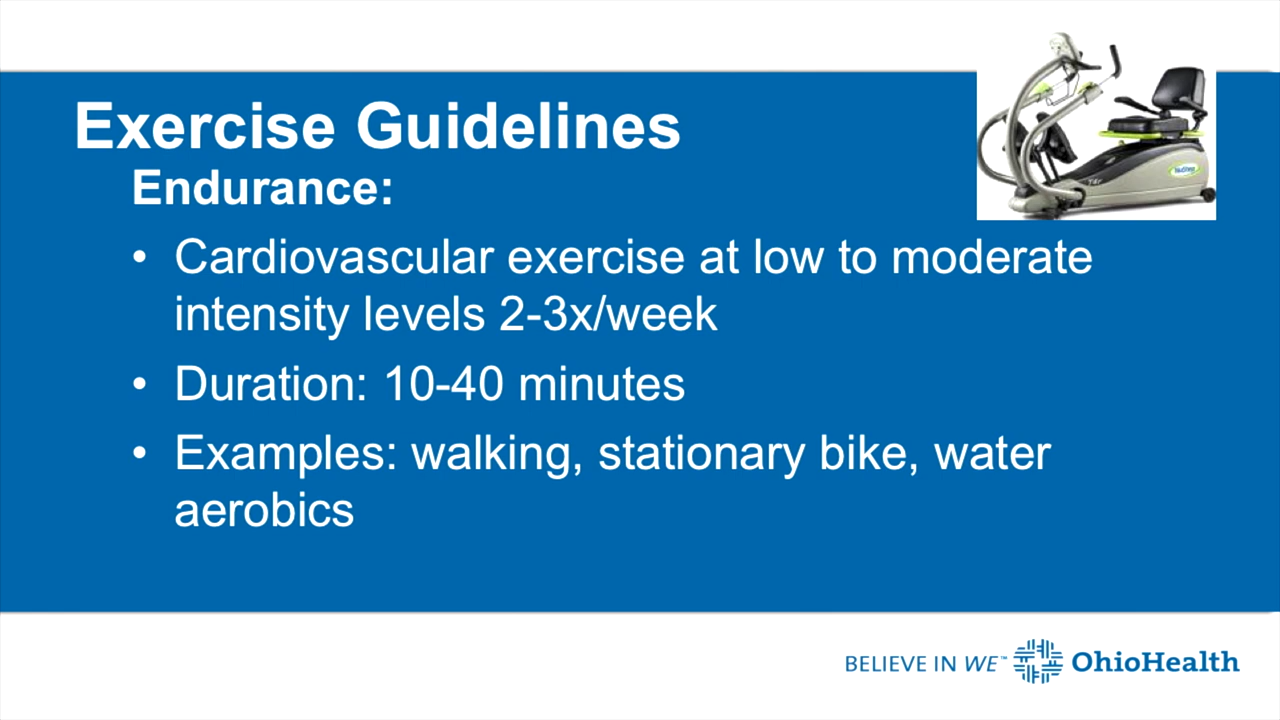 Exercise Guidelines
Endurance:
• Cardiovascular exercise at low to moderate
intensity levels 2-3x/week
• Duration: 10-40 minutes
• Examples: walking, stationary bike, water
aerobics
BELIEVE IN WE™ OhioHealth